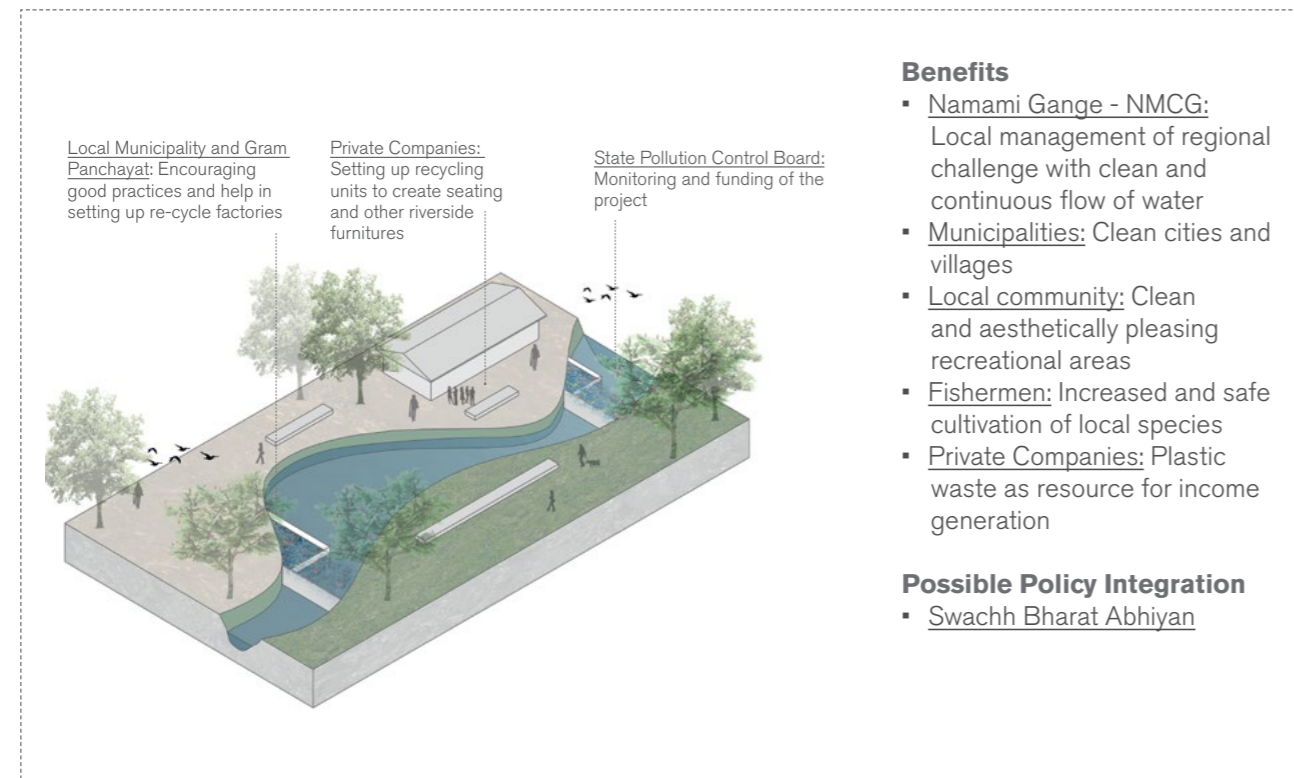 Local Municipality and Gram
Panchayat: Encouraging
good practices and help in
setting up re-cycle factories
Private Companies:
Setting up recycling
units to create seating
and other riverside
furnitures
State Pollution Control Board:
Monitoring and funding of the
project
Benefits
▪ Namami Gange - NMCG:
Local management of regional
challenge with clean and
continuous flow of water
▪ Municipalities: Clean cities and
villages
▪ Local community: Clean
and aesthetically pleasing
recreational areas
▪ Fishermen: Increased and safe
cultivation of local species
▪ Private Companies: Plastic
waste as resource for income
generation
Possible Policy Integration
▪ Swachh Bharat Abhiyan